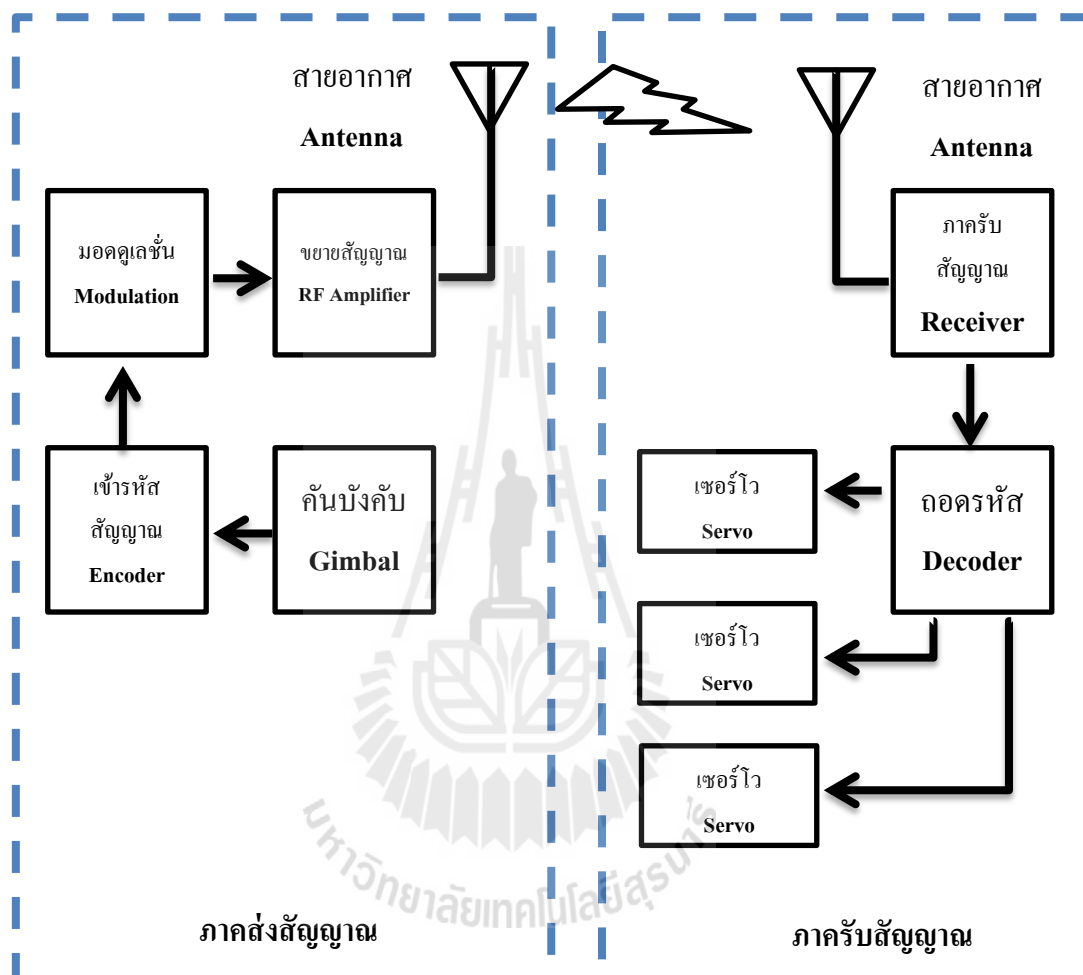 สายอากาศ
Antenna
มอดดูเลชั่น
Modulation
ขยายสัญญาณ
RF Amplifier
เข้ารหัส
สัญญาณ
Encoder
คันบังคับ
Gimbal
ภาคส่งสัญญาณ
สายอากาศ
Antenna
ภาครับ
สัญญาณ
Receiver
ถอดรหัส
Decoder
เซอร์โว
Servo
เซอร์โว
Servo
เซอร์โว
Servo
ภาครับสัญญาณ
มหาวิทยาลัยเทคโนโลยีสุรนารี